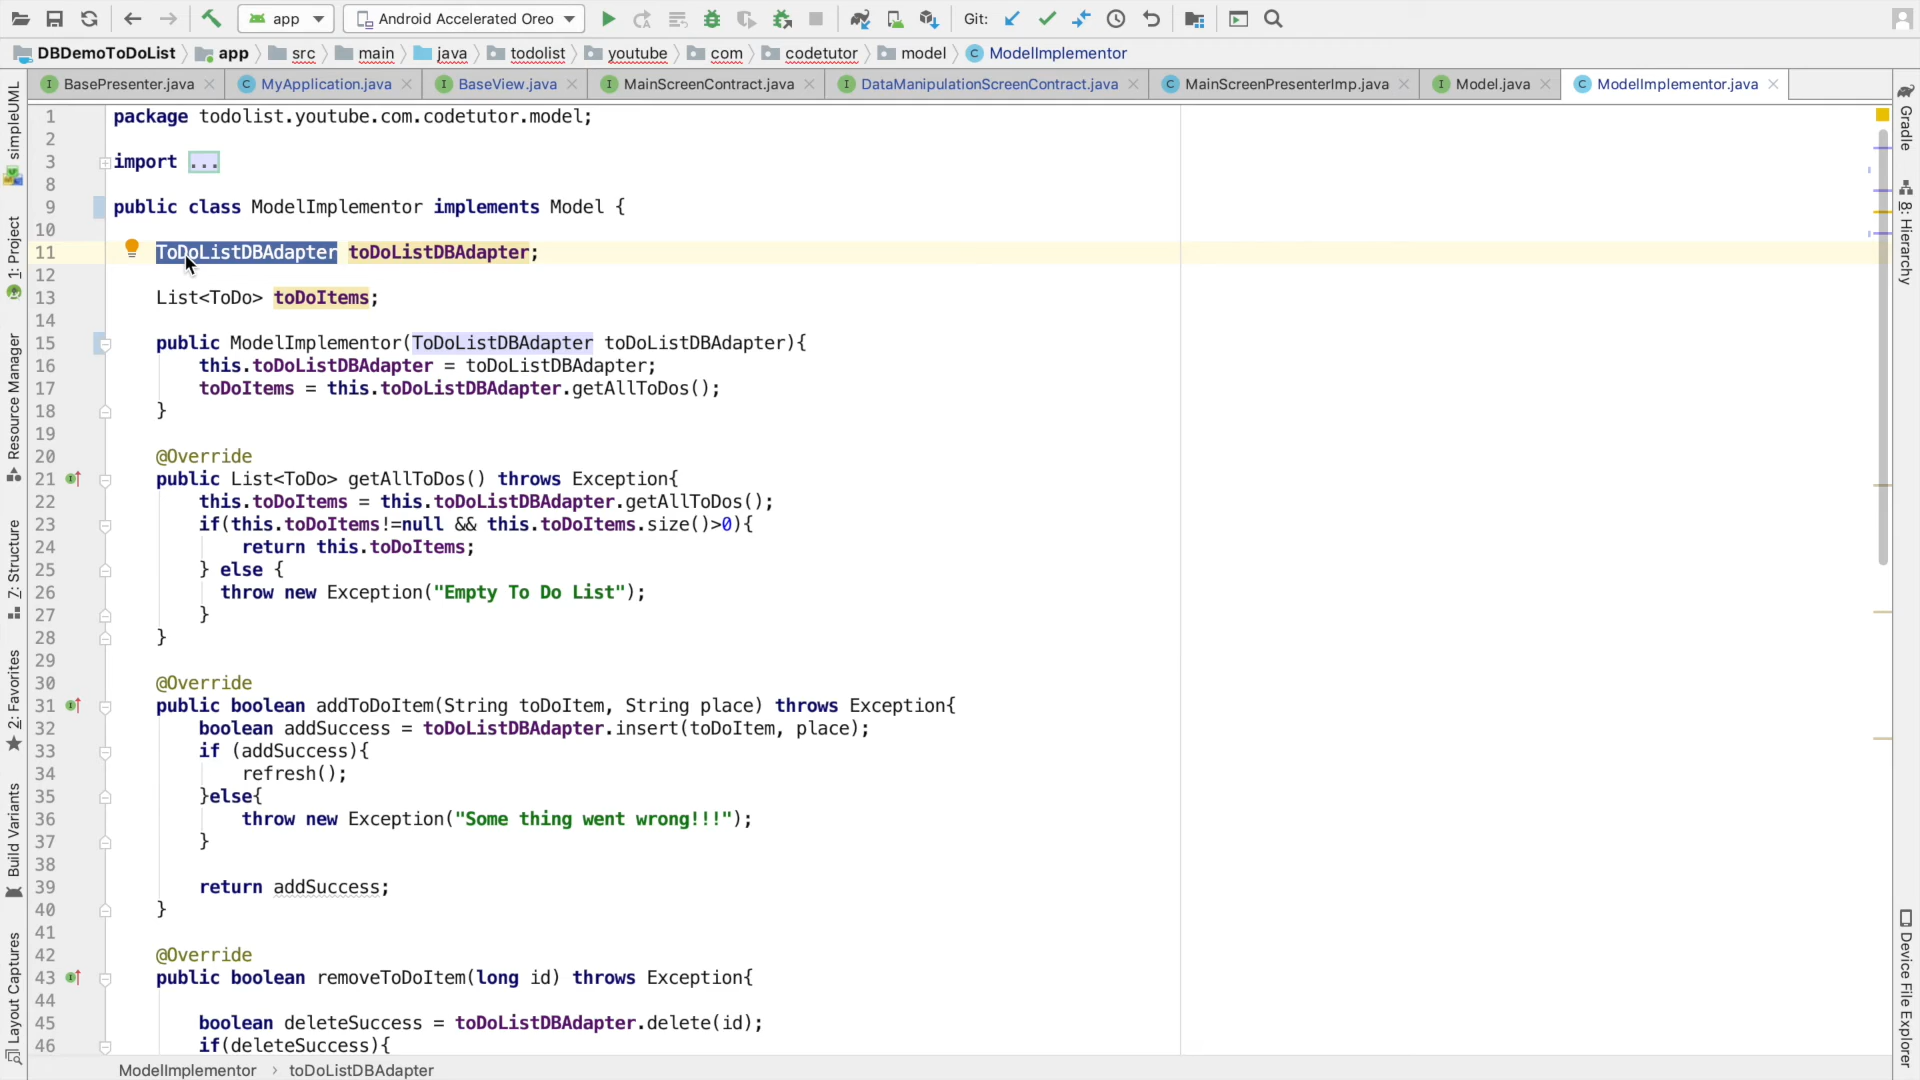 app
Android Accelerated Oreo
Git:
DBDemoToDoList
app
src
main
java
todolist
youtube
com
codetutor
model
ModelImplementor
BasePresenter.java
MyApplication.java
BaseView.java
MainScreenContract.java
DataManipulationScreenContract.java
MainScreenPresenterImp.java
Model.java
ModelImplementor.java
simpleUML
1: Project
Resource Manager
7: Structure
2: Favorites
Build Variants
Layout Captures
1 package todolist.youtube.com.codetutor.model;
2
3 import ...
8
9 public class ModelImplementor implements Model {
10
11 ToDoListDBAdapter toDoListDBAdapter;
12
13 List<ToDo> toDoItems;
14
15 public ModelImplementor(ToDoListDBAdapter toDoListDBAdapter){
16 this.toDoListDBAdapter = toDoListDBAdapter;
17 toDoItems = this.toDoListDBAdapter.getAllToDos();
18 }
19
20 @Override
21 public List<ToDo> getAllToDos() throws Exception{
22 this.toDoItems = this.toDoListDBAdapter.getAllToDos();
23 if(this.toDoItems!=null && this.toDoItems.size()>0){
24 return this.toDoItems;
25 } else {
26 throw new Exception("Empty To Do List");
27 }
28 }
29
30 @Override
31 public boolean addToDoItem(String toDoItem, String place) throws Exception{
32 boolean addSuccess = toDoListDBAdapter.insert(toDoItem, place);
33 if (addSuccess){
34 refresh();
35 }else{
36 throw new Exception("Some thing went wrong!!!");
37 }
38
39 return addSuccess;
40 }
41
42 @Override
43 public boolean removeToDoItem(long id) throws Exception{
44
45 boolean deleteSuccess = toDoListDBAdapter.delete(id);
46 if(deleteSuccess){
Gradle
8: Hierarchy
Device File Explorer
ModelImplementor
toDoListDBAdapter